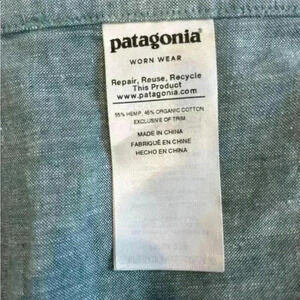 patagonia
WORN WEAR
Repair, Reuse, Recycle
This Product
www.patagonia.com
55% HEMP, 45% ORGANIC COTTON
EXCLUSIVE OF TRIM
MADE IN CHINA
FABRIQUÉ EN CHINE
HECHO EN CHINA